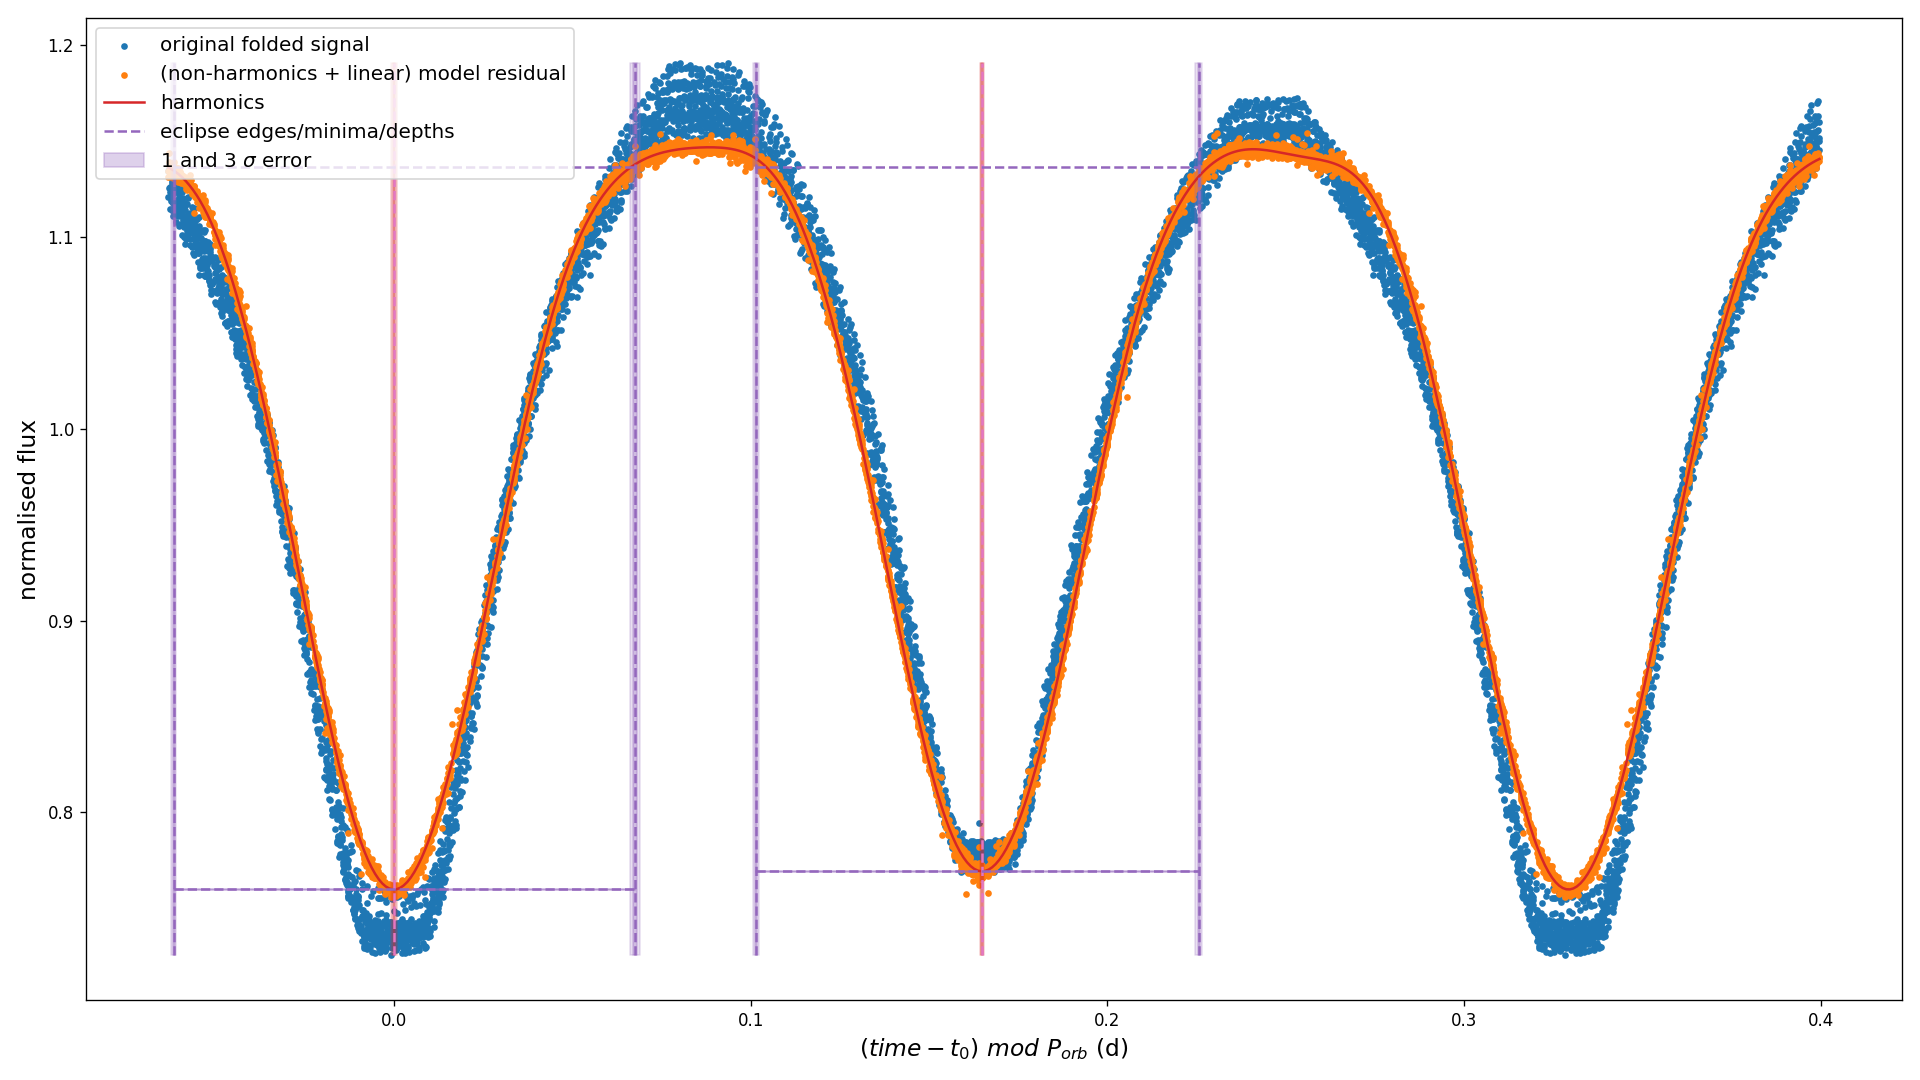 original folded signal
(non-harmonics + linear) model residual
harmonics
eclipse edges/minima/depths
1 and 3 σ error
normalised flux
1.2
1.1
1.0
0.9
0.8
0.0 0.1 0.2 0.3 0.4
(time − t₀) mod Pₒᵣb (d)